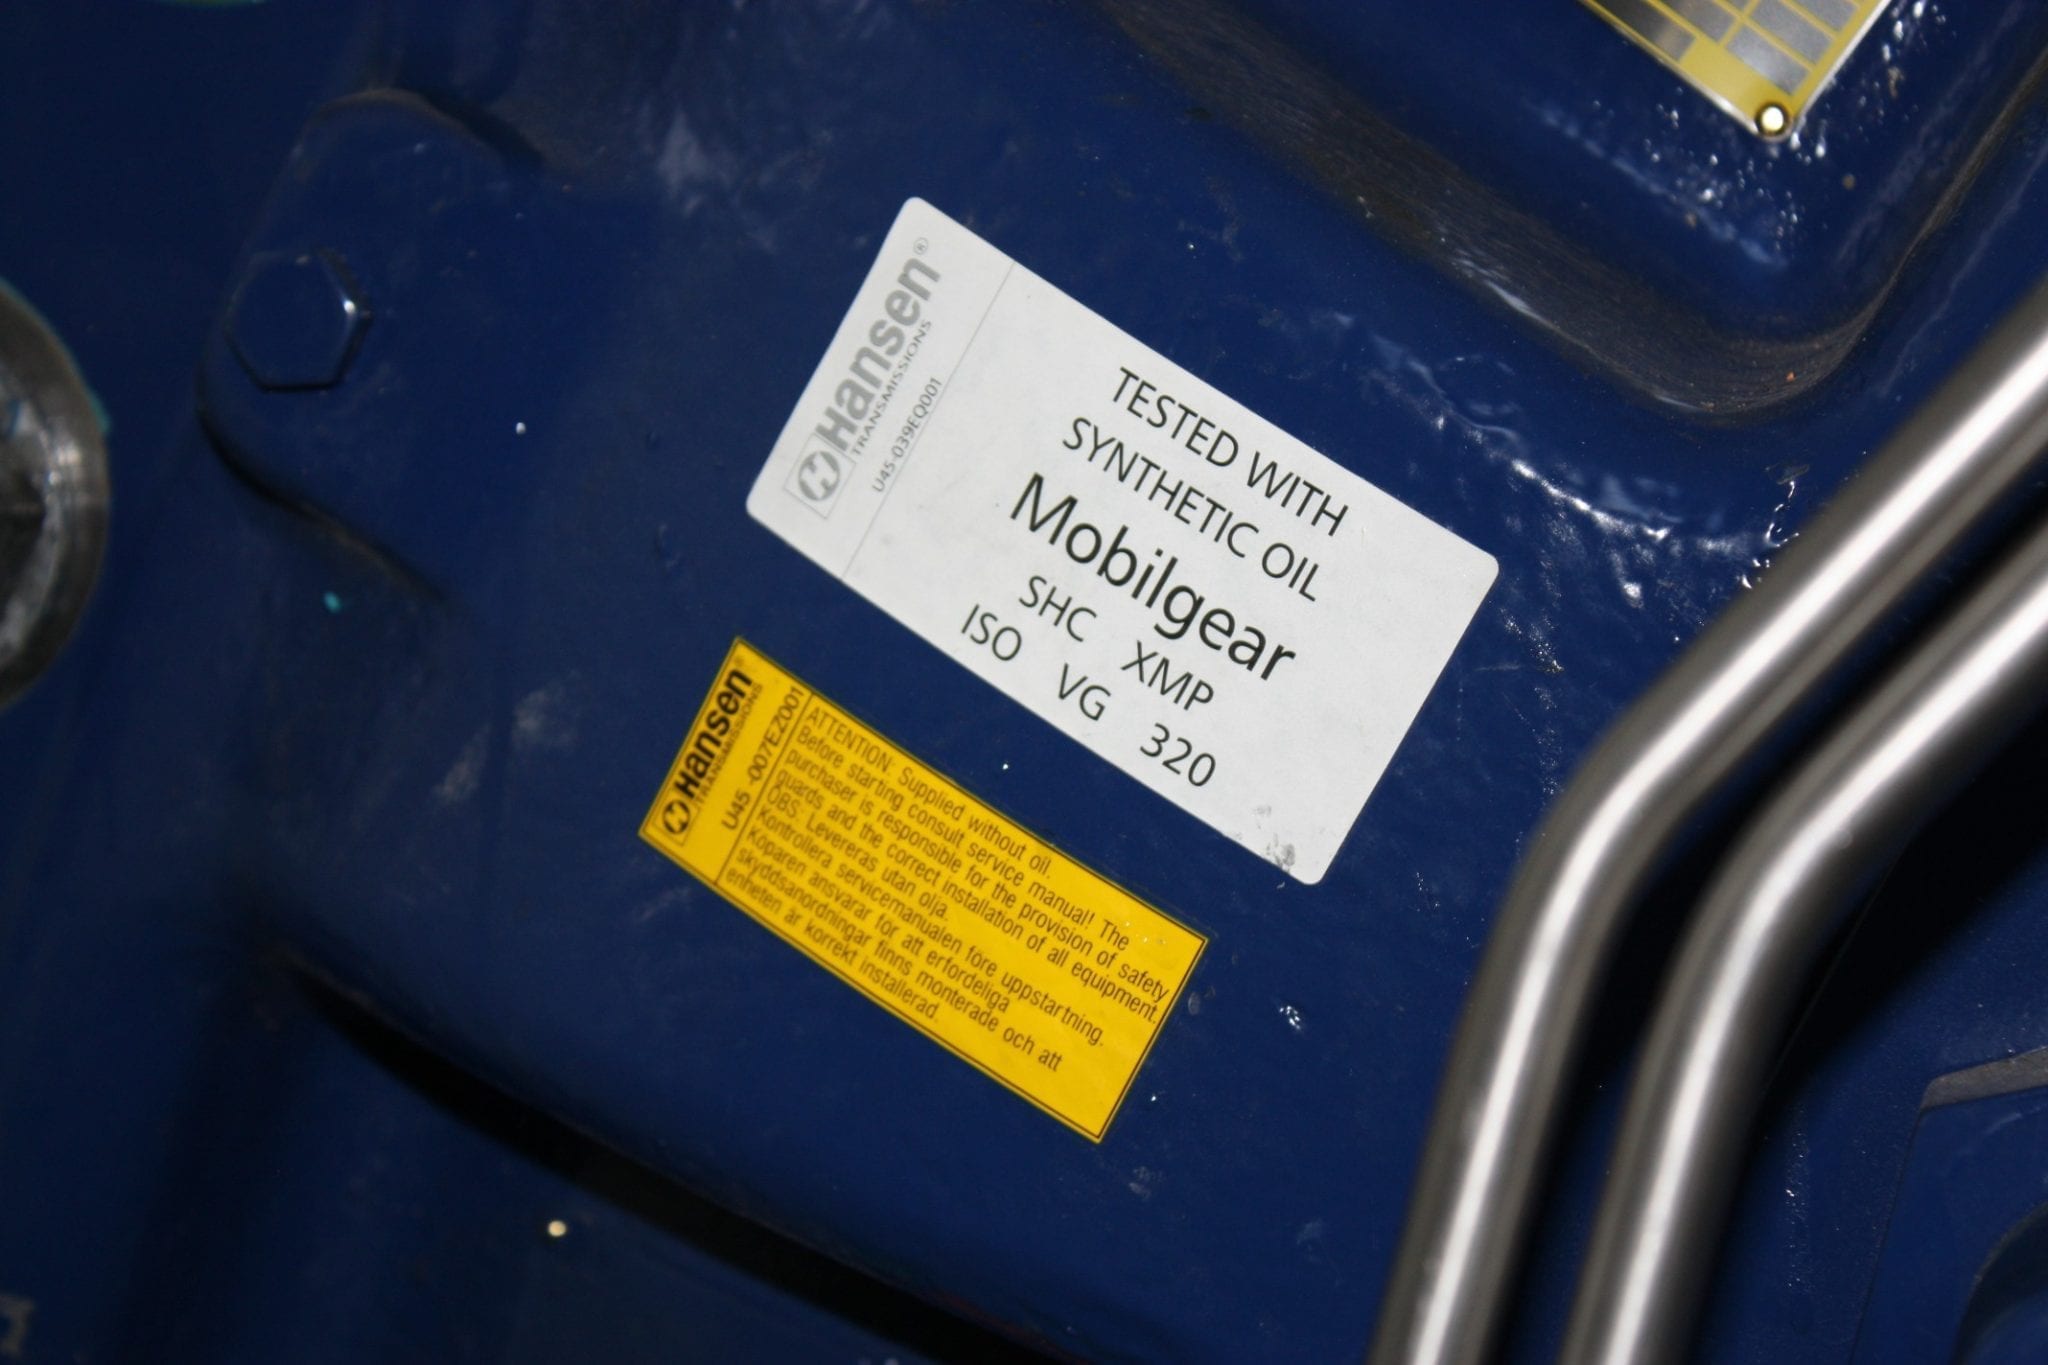 Hansen®
TRANSMISSIONS
U45-039EQ001
TESTED WITH
SYNTHETIC OIL
Mobilgear
SHC XMP
ISO VG 320
Hansen®
TRANSMISSIONS
U45 -007EZ001
ATTENTION: Supplied without oil.
Before starting consult service manual! The
purchaser is responsible for the provision of safety
guards and the correct installation of all equipment.
OBS: Levereras utan olja.
Kontrollera servicemanualen före uppstartning.
Köparen ansvarar för att erfordeliga
skyddsanordningar finns monterade och att
enheten är korrekt installerad.